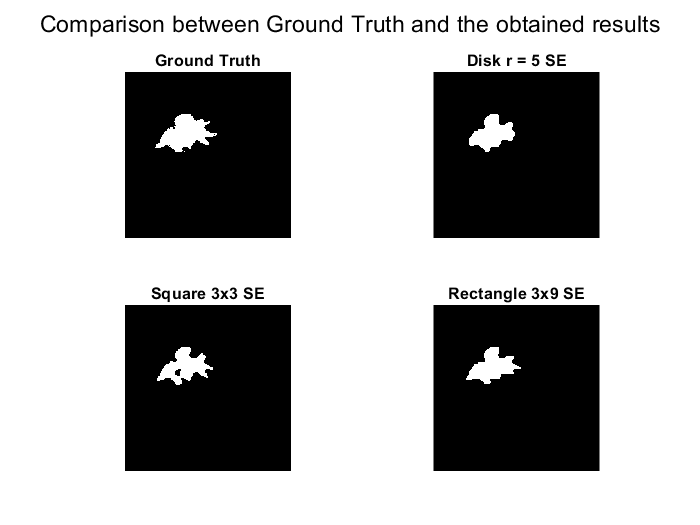 Comparison between Ground Truth and the obtained results
Ground Truth
Disk r = 5 SE
Square 3x3 SE
Rectangle 3x9 SE